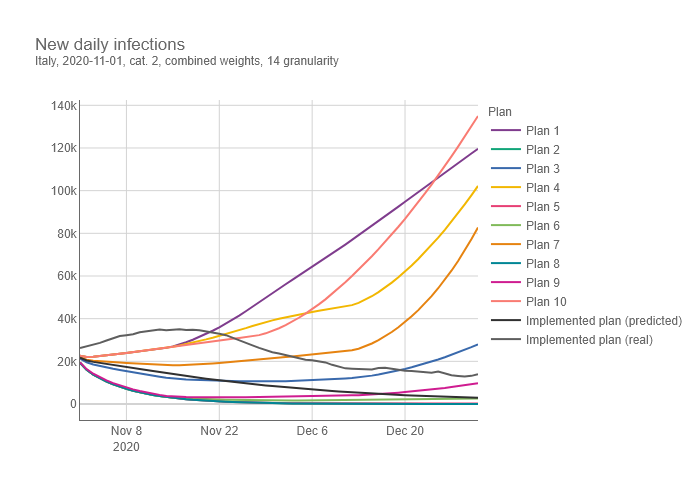 New daily infections
Italy, 2020-11-01, cat. 2, combined weights, 14 granularity
140k
120k
100k
80k
60k
40k
20k
0
Nov 8
2020
Nov 22
Dec 6
Dec 20
Plan
Plan 1
Plan 2
Plan 3
Plan 4
Plan 5
Plan 6
Plan 7
Plan 8
Plan 9
Plan 10
Implemented plan (predicted)
Implemented plan (real)